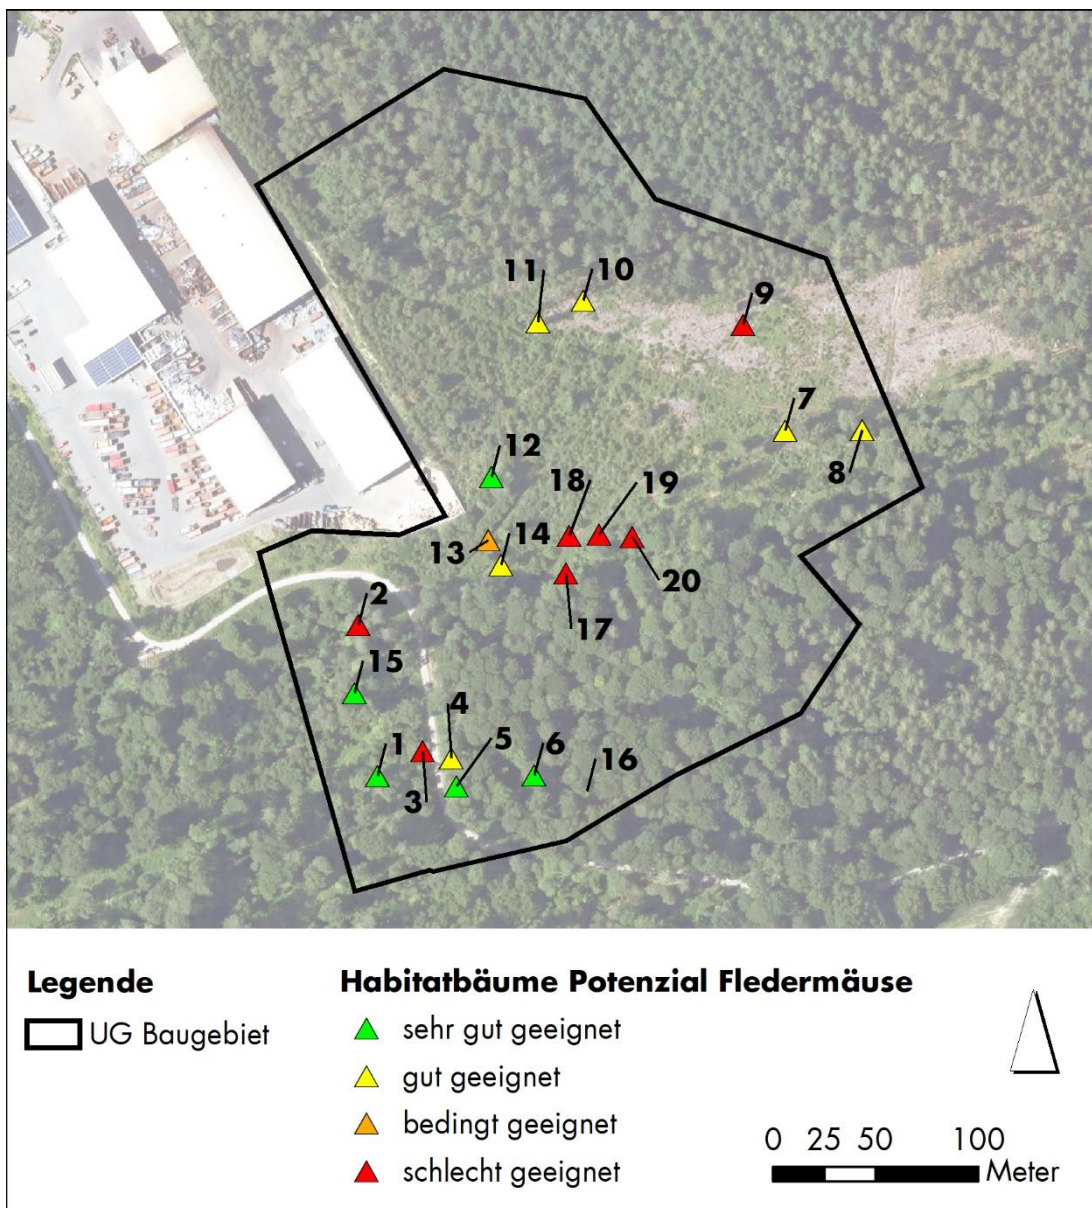 11
10
9
7
8
12
18
19
13
14
20
17
2
15
4
1
5
6
16
3
Legende
UG Baugebiet
Habitatbäume Potenzial Fledermäuse
sehr gut geeignet
gut geeignet
bedingt geeignet
schlecht geeignet
0 25 50 100
Meter